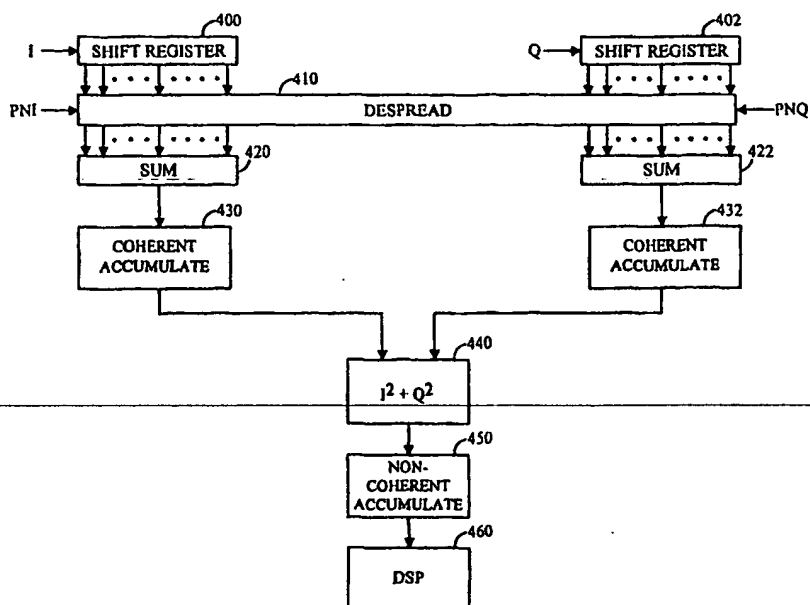 400
402
I
SHIFT REGISTER
Q
SHIFT REGISTER
410
PNI
DESPREAD
PNQ
420
422
SUM
SUM
430
432
COHERENT
ACCUMULATE
COHERENT
ACCUMULATE
440
I² + Q²
450
NON-
COHERENT
ACCUMULATE
460
DSP